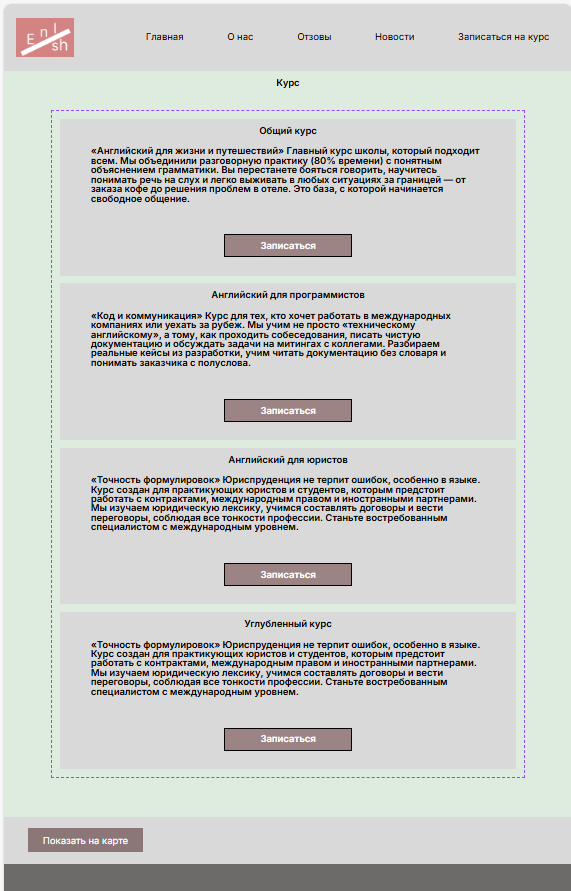 Enl
sh
Главная О нас Отзывы Новости Записаться на курс
Курс
Общий курс
«Английский для жизни и путешествий» Главный курс школы, который подходит
всем. Мы объединили разговорную практику (80% времени) с понятным
объяснением грамматики. Вы перестанете бояться говорить, научитесь
понимать речь на слух и легко выживать в любых ситуациях за границей — от
заказа кофе до решения проблем в отеле. Это база, с которой начинается
свободное общение.
Записаться
Английский для программистов
«Код и коммуникация» Курс для тех, кто хочет работать в международных
компаниях или уехать за рубеж. Мы учим не просто «техническому
английскому», а тому, как проходить собеседования, писать чистую
документацию и обсуждать задачи на митингах с коллегами. Разбираем
реальные кейсы из разработки, учим читать документацию без словаря и
понимать заказчика с полуслова.
Записаться
Английский для юристов
«Точность формулировок» Юриспруденция не терпит ошибок, особенно в языке.
Курс создан для практикующих юристов и студентов, которым предстоит
работать с контрактами, международным правом и иностранными партнерами.
Мы изучаем юридическую лексику, учимся составлять договоры и вести
переговоры, соблюдая все тонкости профессии. Станьте востребованным
специалистом с международным уровнем.
Записаться
Углубленный курс
«Точность формулировок» Юриспруденция не терпит ошибок, особенно в языке.
Курс создан для практикующих юристов и студентов, которым предстоит
работать с контрактами, международным правом и иностранными партнерами.
Мы изучаем юридическую лексику, учимся составлять договоры и вести
переговоры, соблюдая все тонкости профессии. Станьте востребованным
специалистом с международным уровнем.
Записаться
Показать на карте